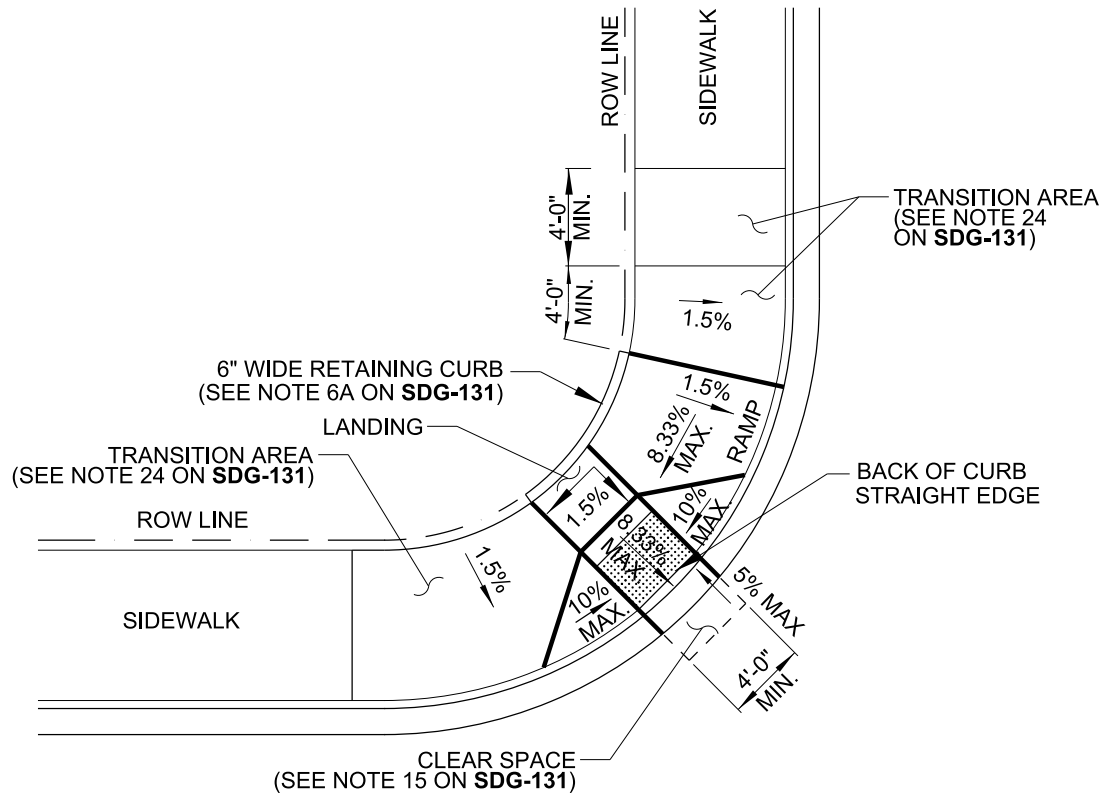 ROW LINE
SIDEWALK
4'-0"
MIN.
4'-0"
MIN.
TRANSITION AREA
(SEE NOTE 24
ON SDG-131)
1.5%
6" WIDE RETAINING CURB
(SEE NOTE 6A ON SDG-131)
1.5%
8.33%
MAX.
RAMP
LANDING
TRANSITION AREA
(SEE NOTE 24 ON SDG-131)
BACK OF CURB
STRAIGHT EDGE
ROW LINE
1.5%
10%
MAX.
8.33%
MAX.
1.5%
10%
MAX.
5% MAX
SIDEWALK
4'-0"
MIN.
CLEAR SPACE
(SEE NOTE 15 ON SDG-131)